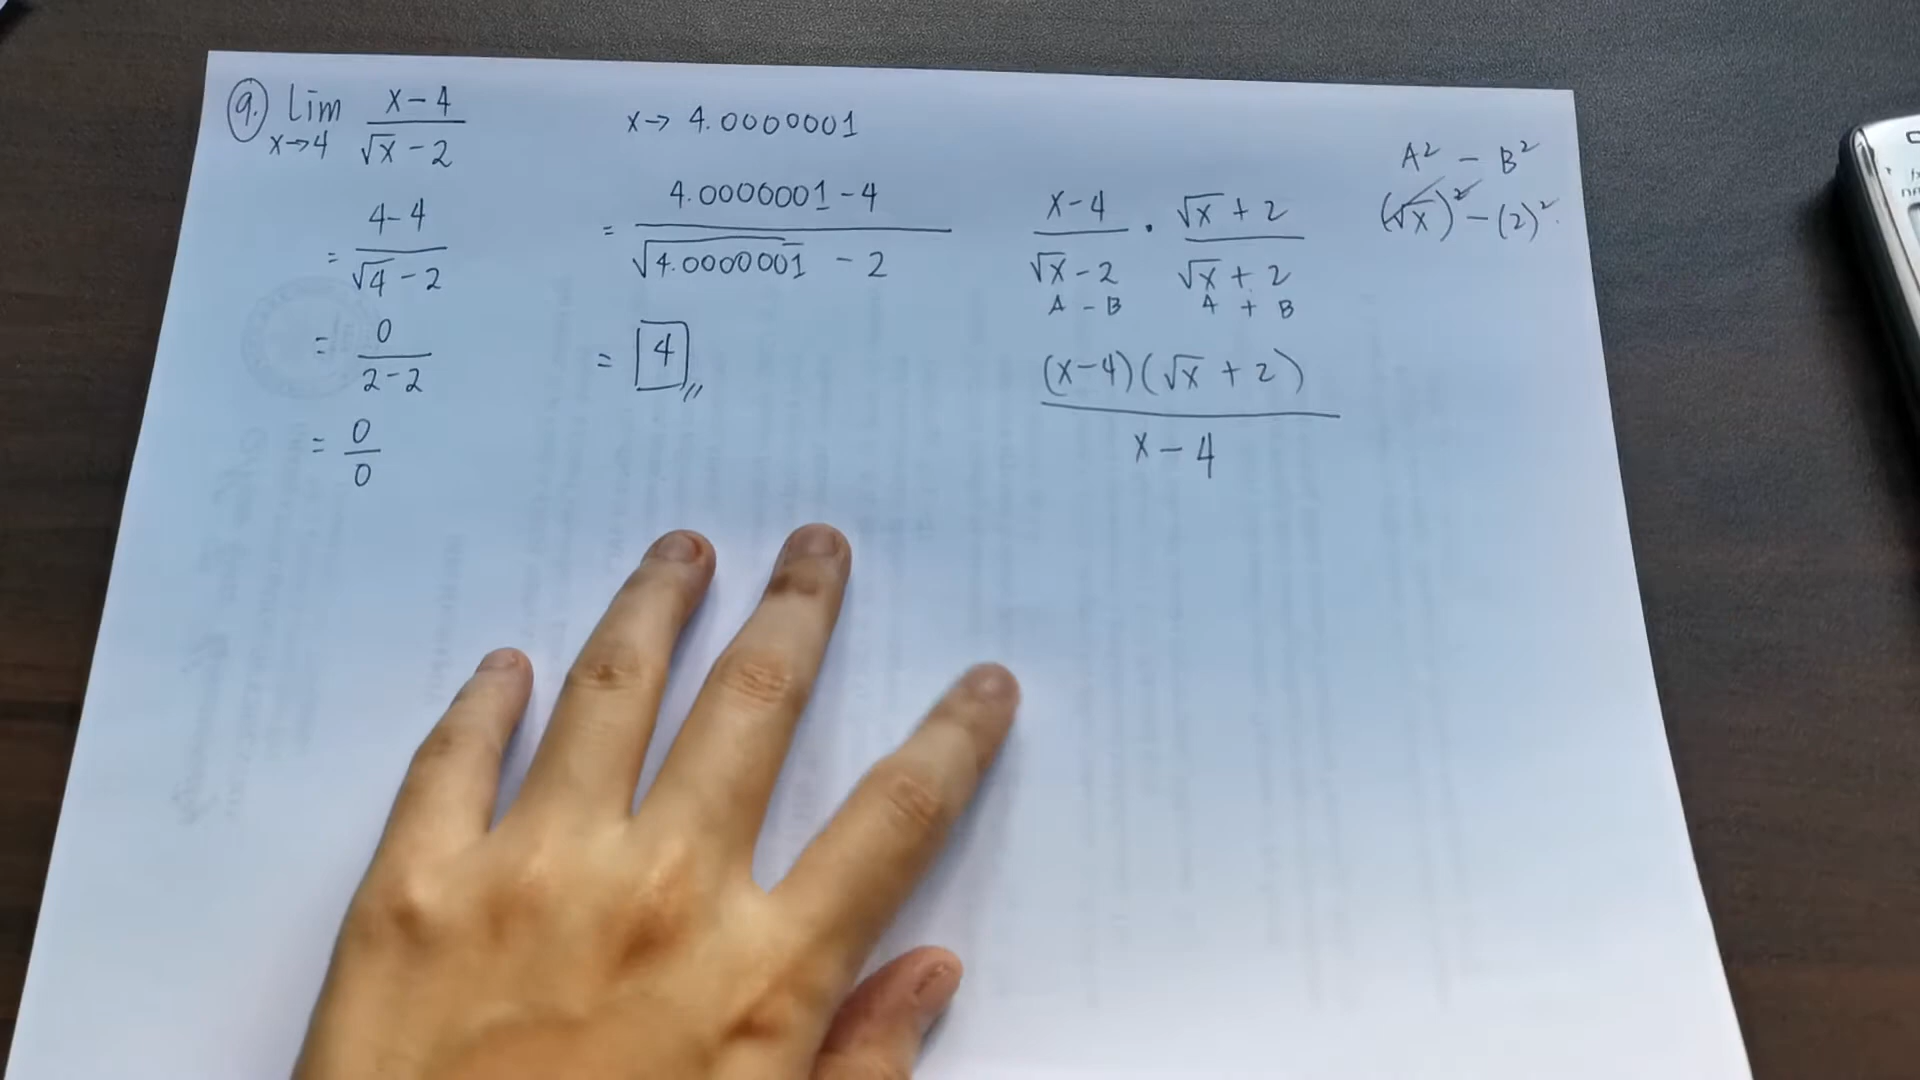 9. Lim x-4
x→4 √x - 2
= 4-4
√4 - 2
= 0
2-2
= 0
0
x→ 4.0000001
= 4.0000001 - 4
√4.0000001 - 2
= 4
x-4 . √x + 2
√x - 2 √x + 2
A - B A + B
(x-4)(√x + 2)
x - 4
A² - B²
(√x)² - (2)²